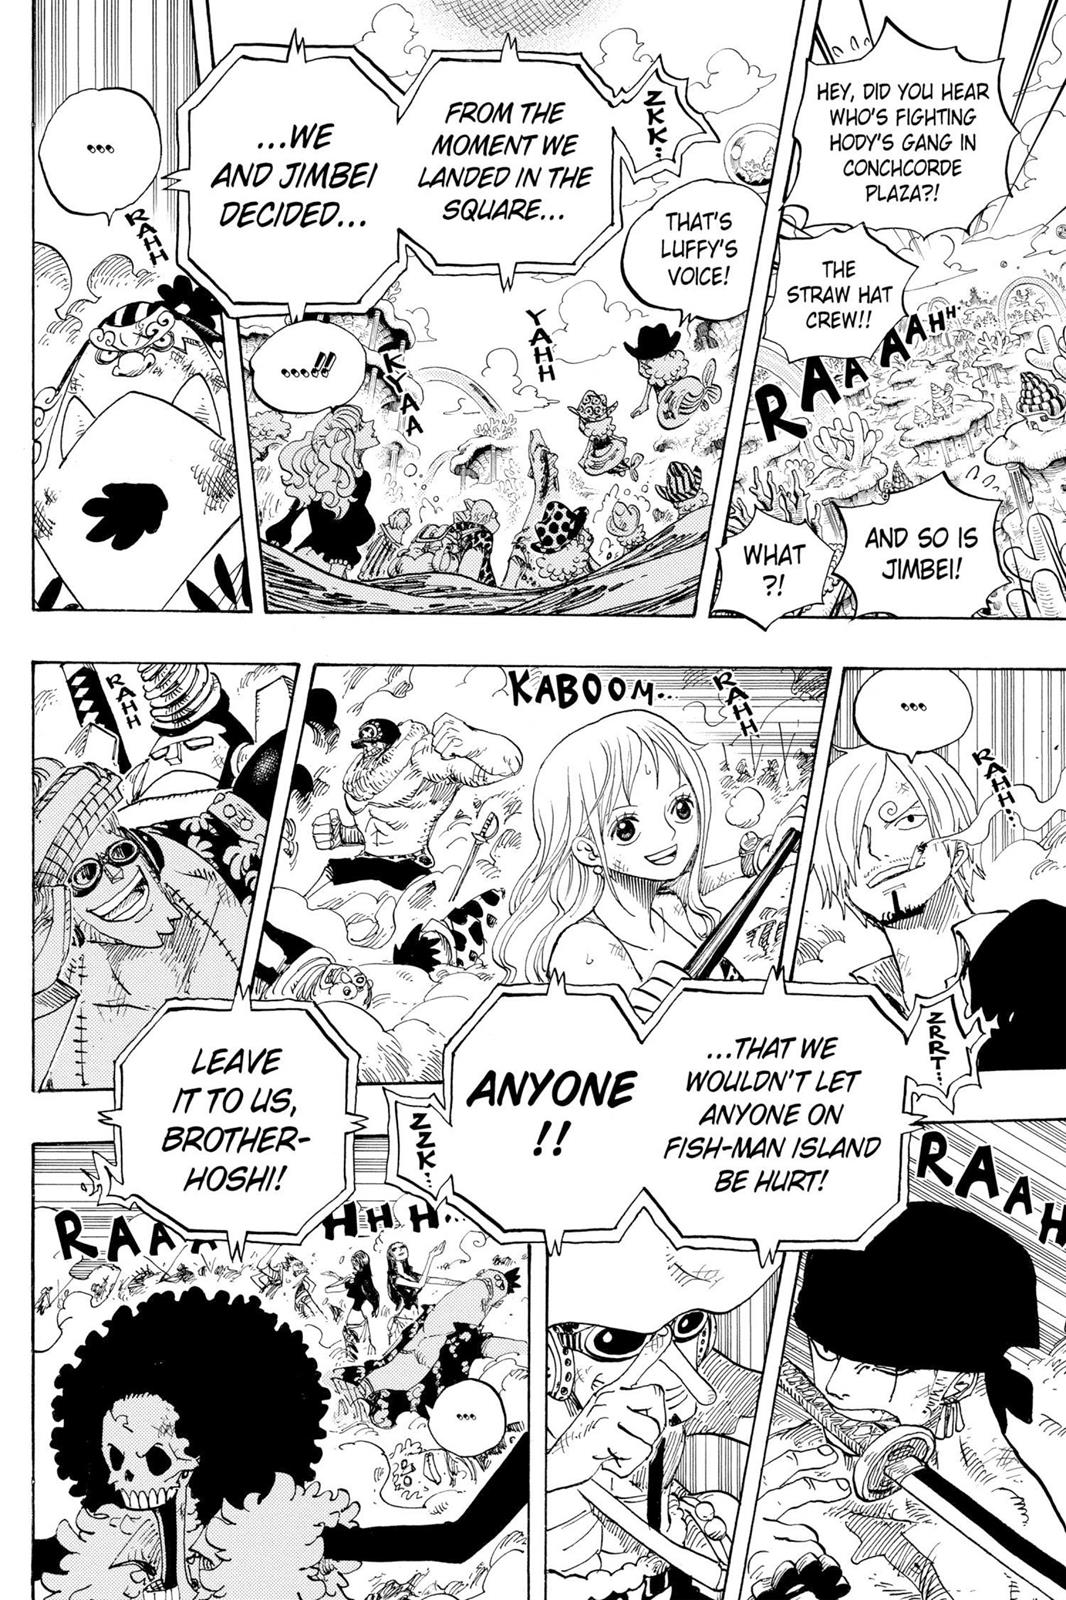 HEY, DID YOU HEAR
WHO'S FIGHTING
HODY'S GANG IN
CONCHCORDE
PLAZA?!
THE
STRAW HAT
CREW!!
RAAAAHH..
AND SO IS
JIMBEI!
WHAT
?!
ZKK...
THAT'S
LUFFY'S
VOICE!
FROM THE
MOMENT WE
LANDED IN THE
SQUARE...
YAHH
KYAA
....!!
...WE
AND JIMBEI
DECIDED...
...
RAHH
...
RAHH...
KABOOM...
RAHH
RAHH
ZRRT...
...THAT WE
WOULDN'T LET
ANYONE ON
FISH-MAN ISLAND
BE HURT!
ANYONE
!!
ZZK...
LEAVE
IT TO US,
BROTHER-
HOSHI!
RAAAH
RAAA HHH...
...